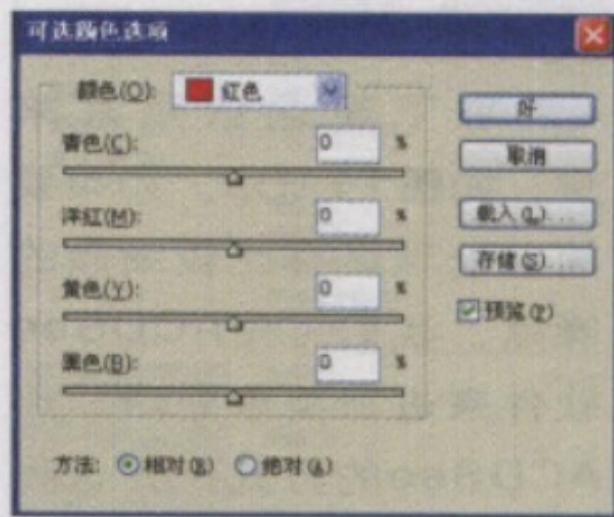 可选颜色选项
颜色(O): 红色
青色(C): 0 %
洋红(M): 0 %
黄色(Y): 0 %
黑色(B): 0 %
方法: 相对(R) 绝对(A)
好
取消
载入(L)...
存储(S)...
预览(P)